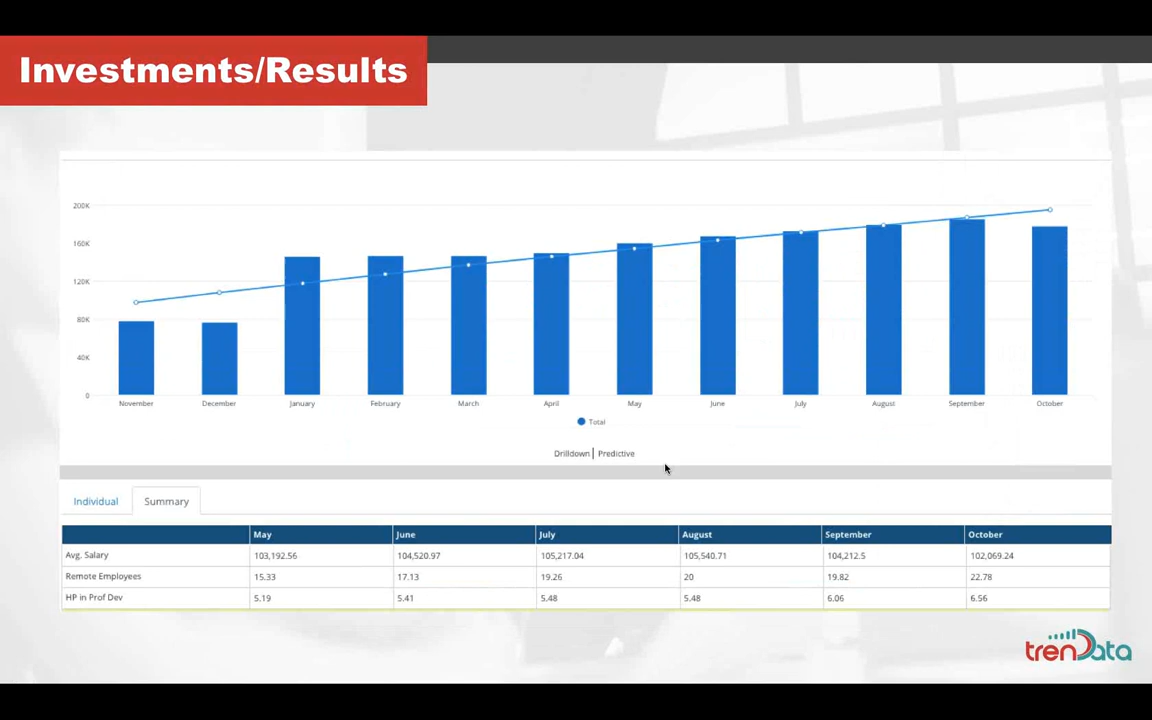 Investments/Results
200K
160K
120K
80K
40K
0
November December January February March April May June July August September October
Total
Drilldown | Predictive
Individual Summary
May June July August September October
Avg. Salary 103,192.56 104,520.97 105,217.04 105,540.71 104,212.5 102,069.24
Remote Employees 15.33 17.13 19.26 20 19.82 22.78
HP in Prof Dev 5.19 5.41 5.48 5.48 6.06 6.56
trenData